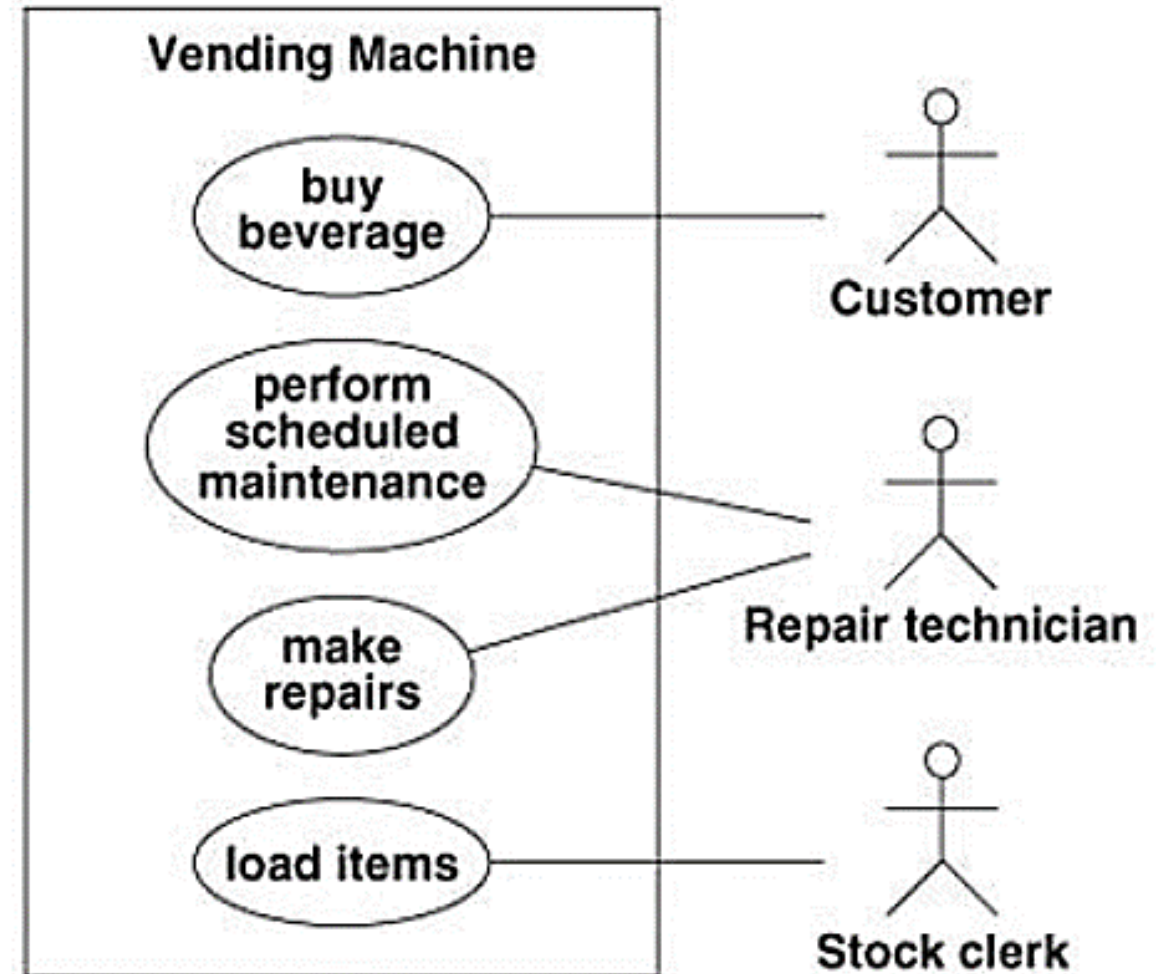 Vending Machine
buy
beverage
Customer
perform
scheduled
maintenance
Repair technician
make
repairs
load items
Stock clerk